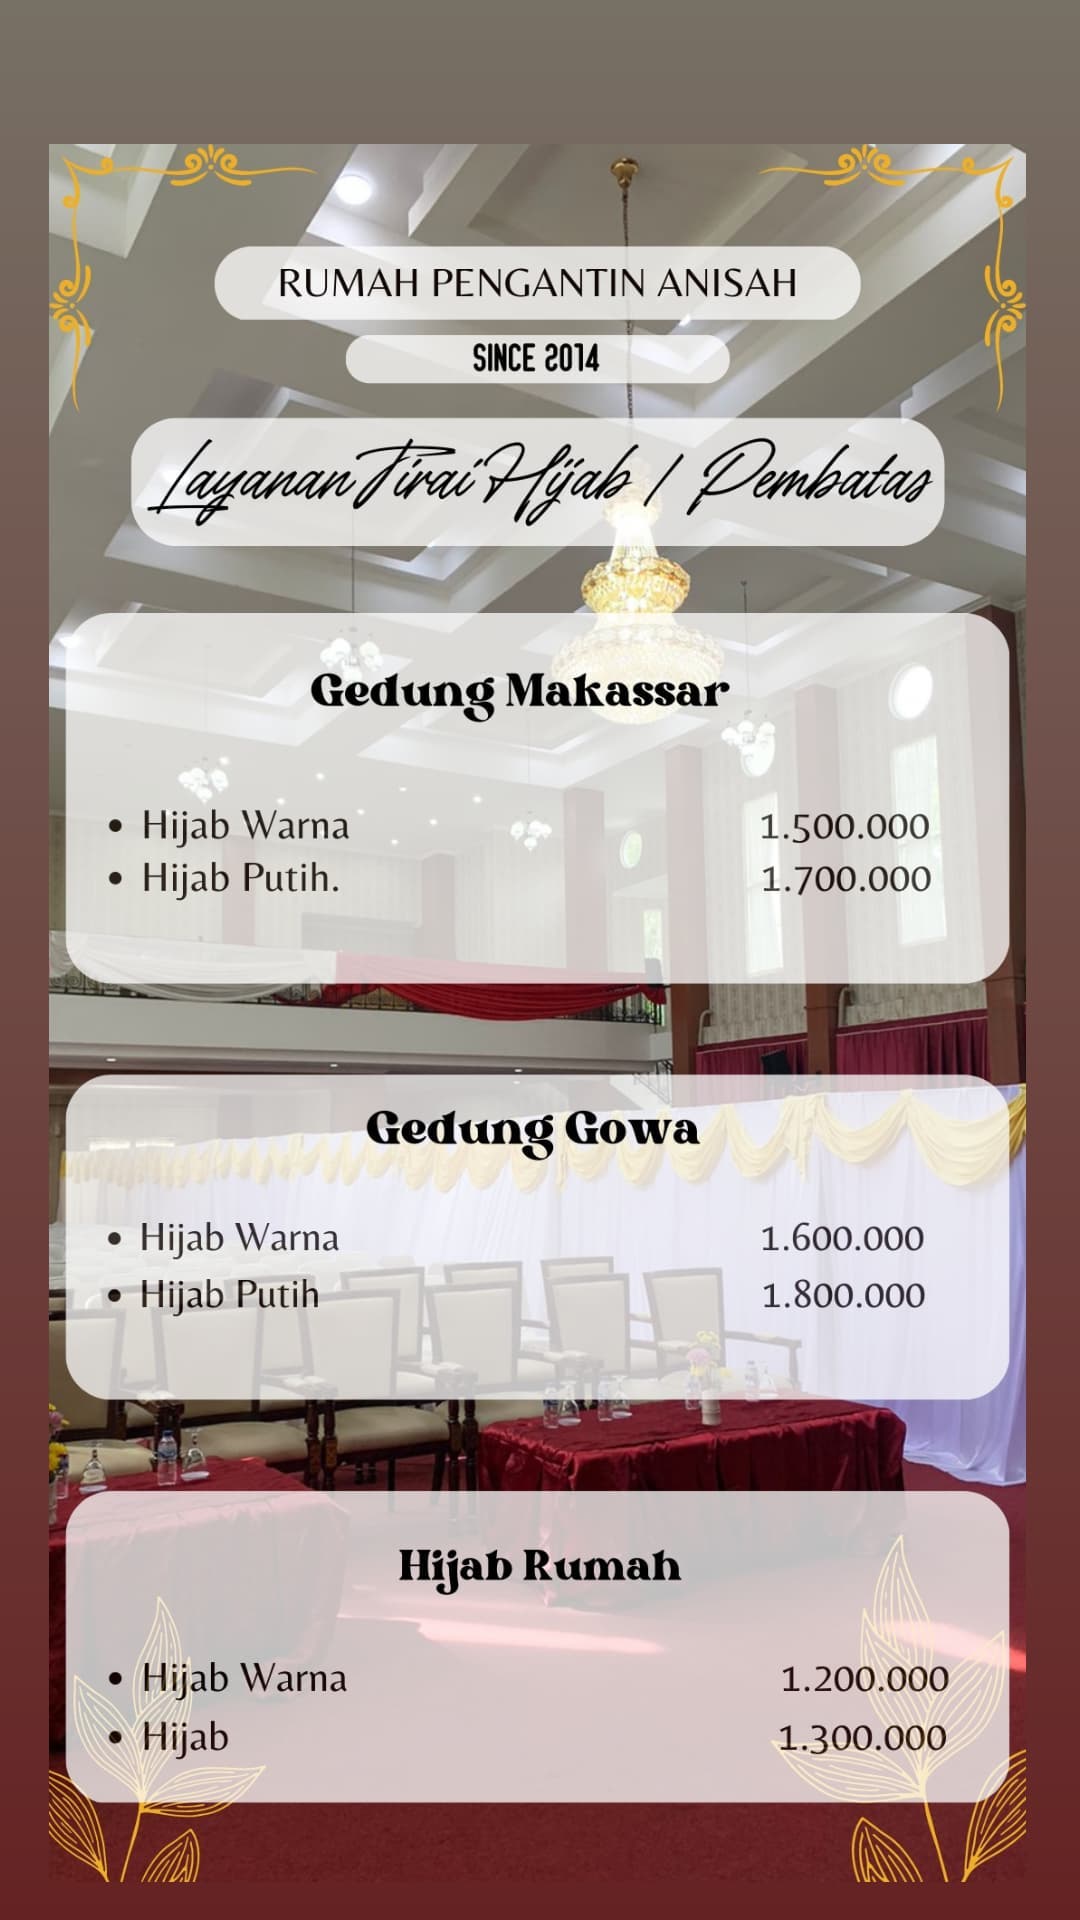 RUMAH PENGANTIN ANISAH
SINCE 2014
Layanan Tirai Hijab / Pembatas
Gedung Makassar
• Hijab Warna 1.500.000
• Hijab Putih. 1.700.000
Gedung Gowa
• Hijab Warna 1.600.000
• Hijab Putih 1.800.000
Hijab Rumah
• Hijab Warna 1.200.000
• Hijab 1.300.000